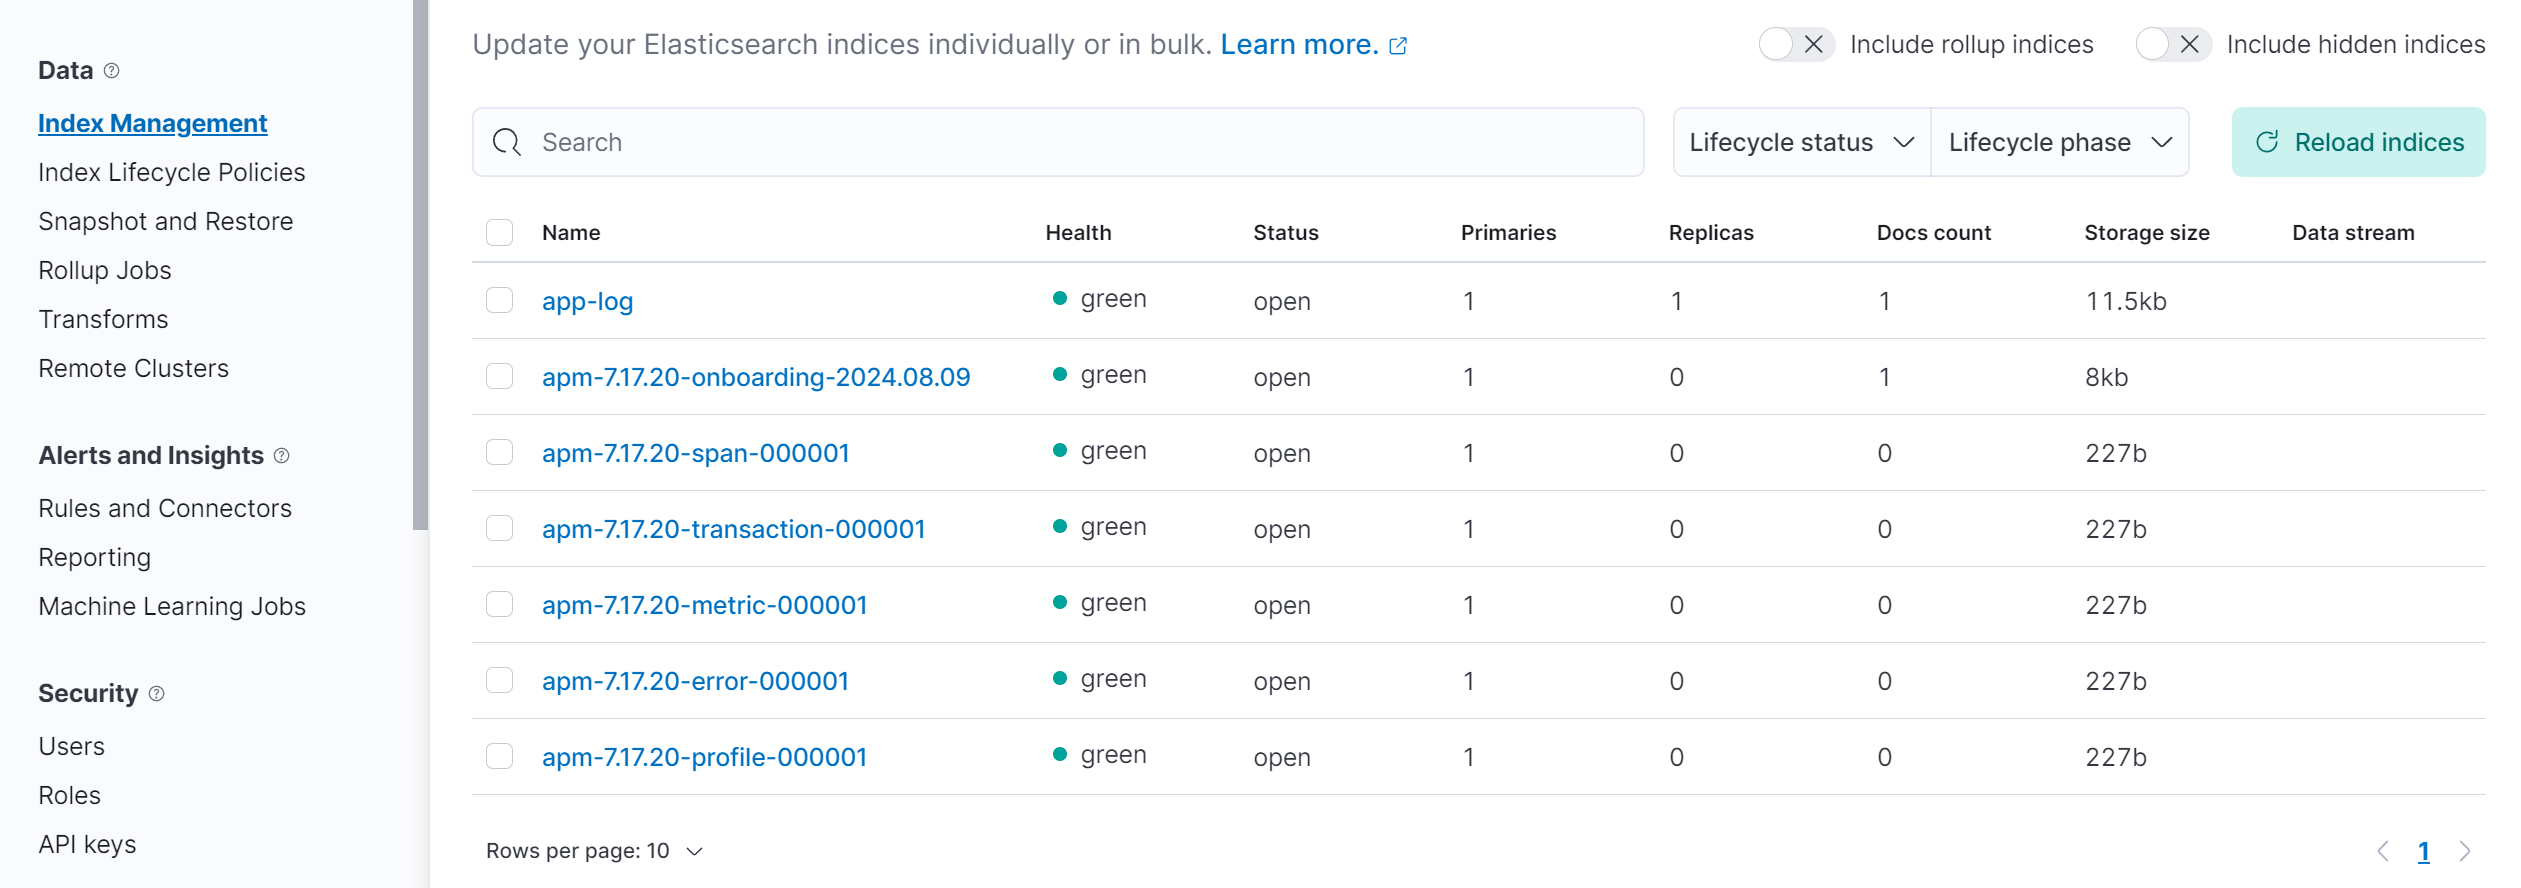 Data
Index Management
Index Lifecycle Policies
Snapshot and Restore
Rollup Jobs
Transforms
Remote Clusters
Alerts and Insights
Rules and Connectors
Reporting
Machine Learning Jobs
Security
Users
Roles
API keys
Update your Elasticsearch indices individually or in bulk. Learn more.
Include rollup indices
Include hidden indices
Search
Lifecycle status
Lifecycle phase
Reload indices
Name Health Status Primaries Replicas Docs count Storage size Data stream
app-log green open 1 1 1 11.5kb
apm-7.17.20-onboarding-2024.08.09 green open 1 0 1 8kb
apm-7.17.20-span-000001 green open 1 0 0 227b
apm-7.17.20-transaction-000001 green open 1 0 0 227b
apm-7.17.20-metric-000001 green open 1 0 0 227b
apm-7.17.20-error-000001 green open 1 0 0 227b
apm-7.17.20-profile-000001 green open 1 0 0 227b
Rows per page: 10
1